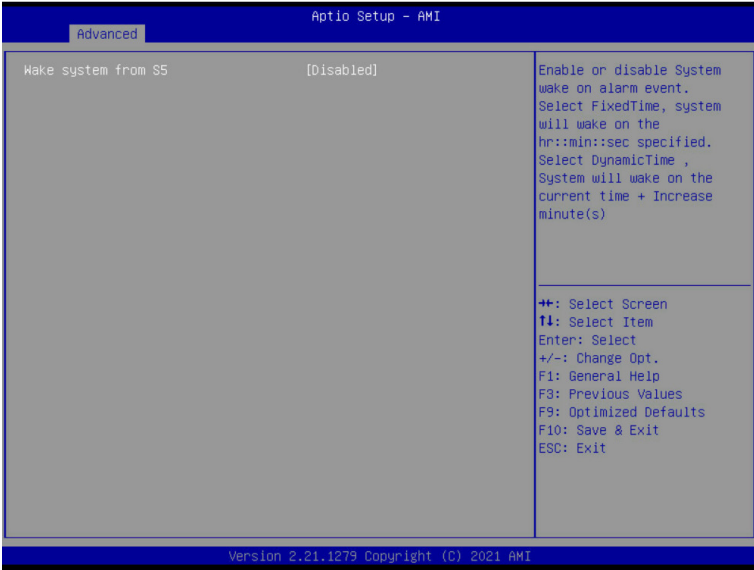 Aptio Setup – AMI
Advanced
Wake system from S5 [Disabled]
Enable or disable System
wake on alarm event.
Select FixedTime, system
will wake on the
hr::min::sec specified.
Select DynamicTime ,
System will wake on the
current time + Increase
minute(s)
→←: Select Screen
↑↓: Select Item
Enter: Select
+/-: Change Opt.
F1: General Help
F3: Previous Values
F9: Optimized Defaults
F10: Save & Exit
ESC: Exit
Version 2.21.1279 Copyright (C) 2021 AMI